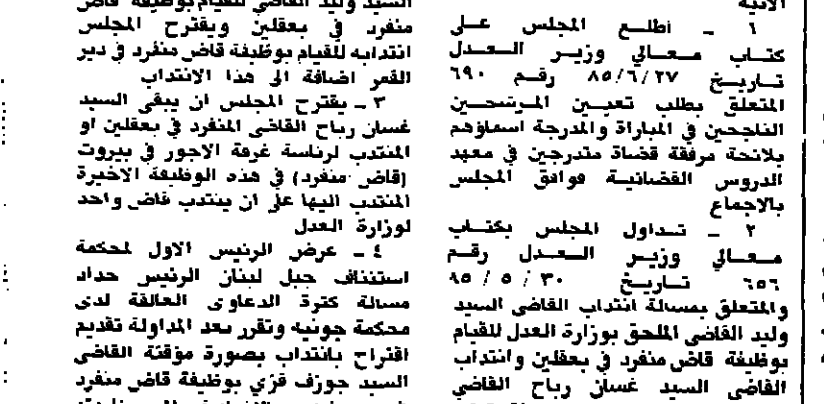 الآتية
١ - اطلع المجلس على
كتاب معالي وزير العدل
تاريخ ٨٥/٦/٢٧ رقم ٦٩٠
المتعلق بطلب تعيين المرشحين
الناجحين في المباراة والمدرجة اسماؤهم
بلائحة مرفقة قضاة متدرجين في معهد
الدروس القضائية فوافق المجلس
بالاجماع
٢ - تداول المجلس بكتاب
معالي وزير العدل رقم
٦٥٦ تاريخ ٣٠ / ٥ / ٨٥
والمتعلق بمسالة انتداب القاضي السيد
وليد القاضي الملحق بوزارة العدل للقيام
بوظيفة قاض منفرد في بعقلين وانتداب
القاضي السيد غسان رباح القاضي
السيد وليد القاضي للقيام بوظيفة قاض
منفرد في بعقلين ويقترح المجلس
انتدابه للقيام بوظيفة قاض منفرد في دير
القمر اضافة الى هذا الانتداب
٣ - يقترح المجلس ان يبقى السيد
غسان رباح القاضي المنفرد في بعقلين او
المنتدب لرئاسة غرفة الاجور في بيروت
(قاض منفرد) في هذه الوظيفة الاخيرة
المنتدب اليها على ان ينتدب قاض واحد
لوزارة العدل
٤ - عرض الرئيس الاول لمحكمة
استئناف جبل لبنان الرئيس حداد
مسالة كثرة الدعاوى العالقة لدى
محكمة جونيه وتقرر بعد المداولة تقديم
اقتراح بانتداب بصورة مؤقتة القاضي
السيد جوزف قزي بوظيفة قاض منفرد